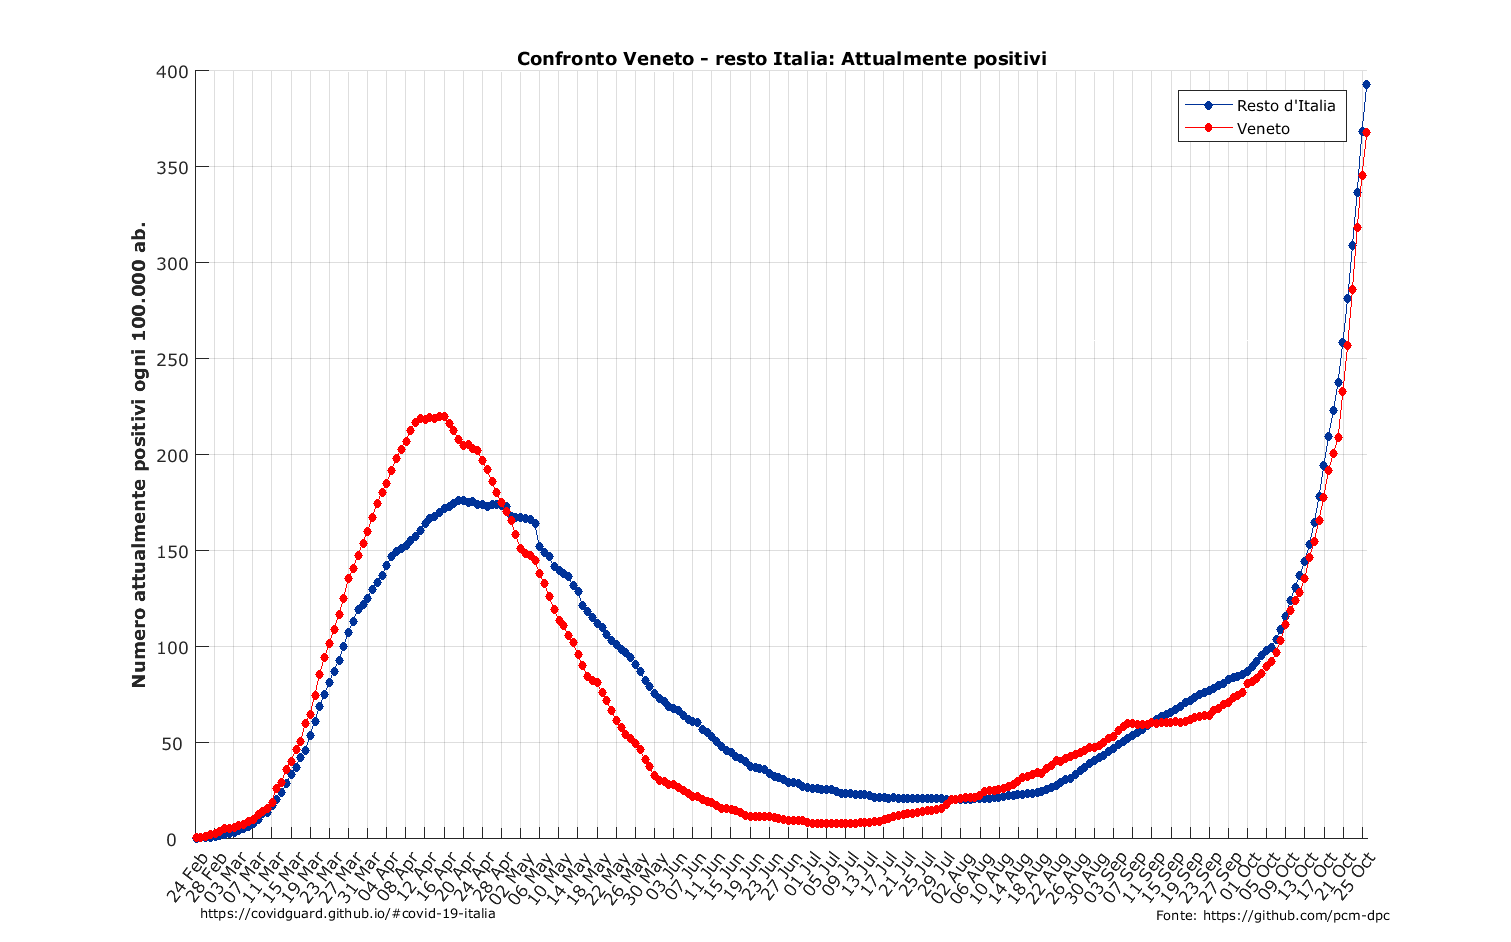 Confronto Veneto - resto Italia: Attualmente positivi
Resto d'Italia
Veneto
Numero attualmente positivi ogni 100.000 ab.
400
350
300
250
200
150
100
50
0
24 Feb
28 Feb
03 Mar
07 Mar
11 Mar
15 Mar
19 Mar
23 Mar
27 Mar
31 Mar
04 Apr
08 Apr
12 Apr
16 Apr
20 Apr
24 Apr
28 Apr
02 May
06 May
10 May
14 May
18 May
22 May
26 May
30 May
03 Jun
07 Jun
11 Jun
15 Jun
19 Jun
23 Jun
27 Jun
01 Jul
05 Jul
09 Jul
13 Jul
17 Jul
21 Jul
25 Jul
29 Jul
02 Aug
06 Aug
10 Aug
14 Aug
18 Aug
22 Aug
26 Aug
30 Aug
03 Sep
07 Sep
11 Sep
15 Sep
19 Sep
23 Sep
27 Sep
01 Oct
05 Oct
09 Oct
13 Oct
17 Oct
21 Oct
25 Oct
https://covidguard.github.io/#covid-19-italia
Fonte: https://github.com/pcm-dpc